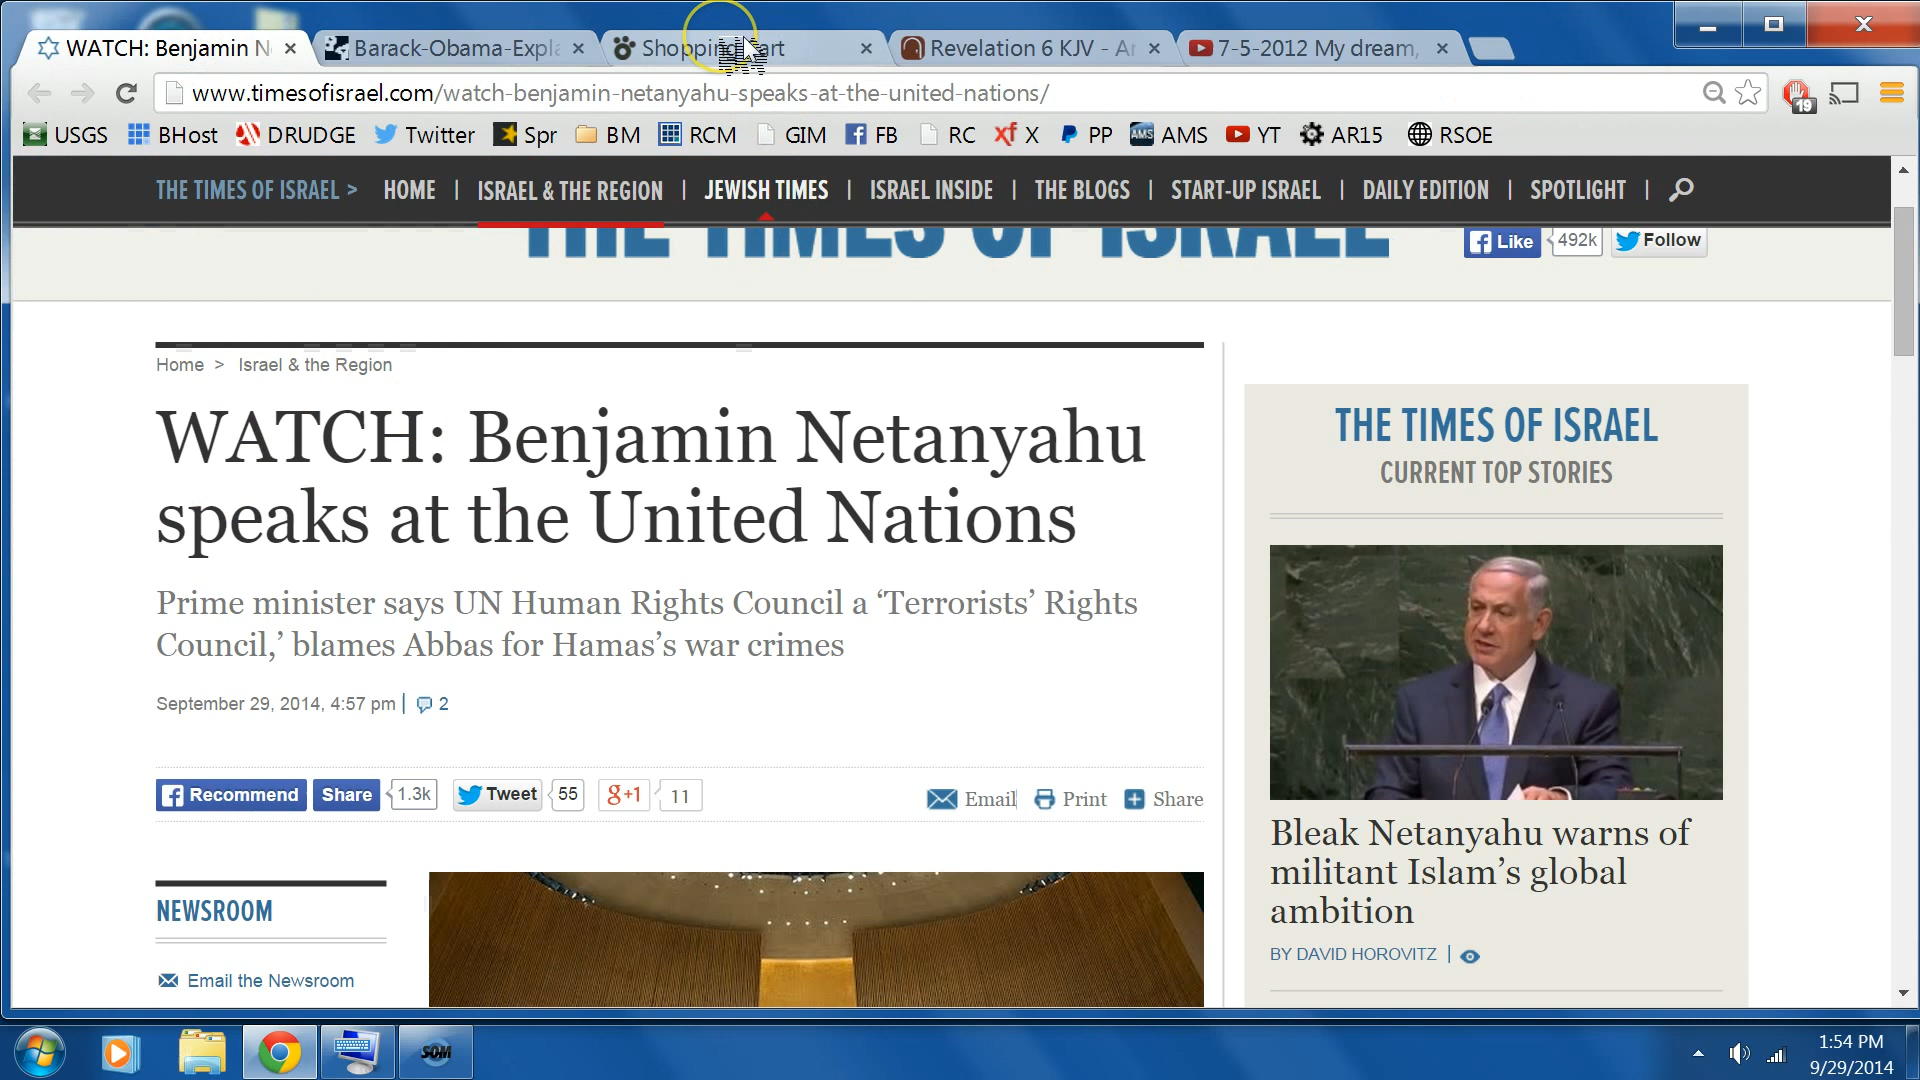 WATCH: Benjamin N
Barack-Obama-Expla
Shopping Cart
Revelation 6 KJV - A
7-5-2012 My dream,
www.timesofisrael.com/watch-benjamin-netanyahu-speaks-at-the-united-nations/
19
USGS BHost DRUDGE Twitter Spr BM RCM GIM FB RC X PP AMS YT AR15 RSOE
THE TIMES OF ISRAEL > HOME | ISRAEL & THE REGION | JEWISH TIMES | ISRAEL INSIDE | THE BLOGS | START-UP ISRAEL | DAILY EDITION | SPOTLIGHT |
THE TIMES OF ISRAEL
Like 492k Follow
Home > Israel & the Region
WATCH: Benjamin Netanyahu
speaks at the United Nations
Prime minister says UN Human Rights Council a ‘Terrorists’ Rights
Council,’ blames Abbas for Hamas’s war crimes
September 29, 2014, 4:57 pm | 2
Recommend Share 1.3k Tweet 55 g+1 11
Email Print Share
NEWSROOM
Email the Newsroom
THE TIMES OF ISRAEL
CURRENT TOP STORIES
Bleak Netanyahu warns of
militant Islam’s global
ambition
BY DAVID HOROVITZ |
SOM
1:54 PM
9/29/2014